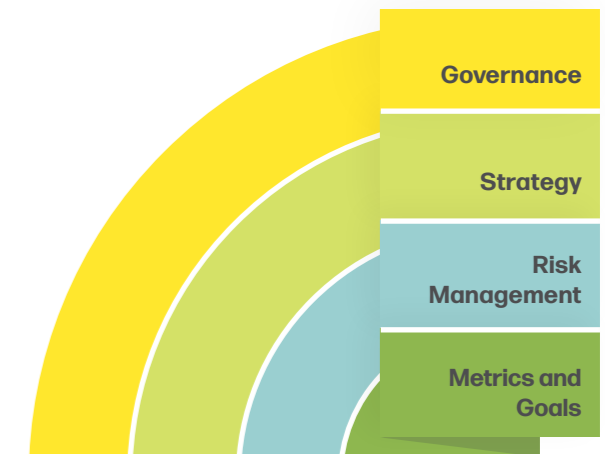 Governance
Strategy
Risk
Management
Metrics and
Goals